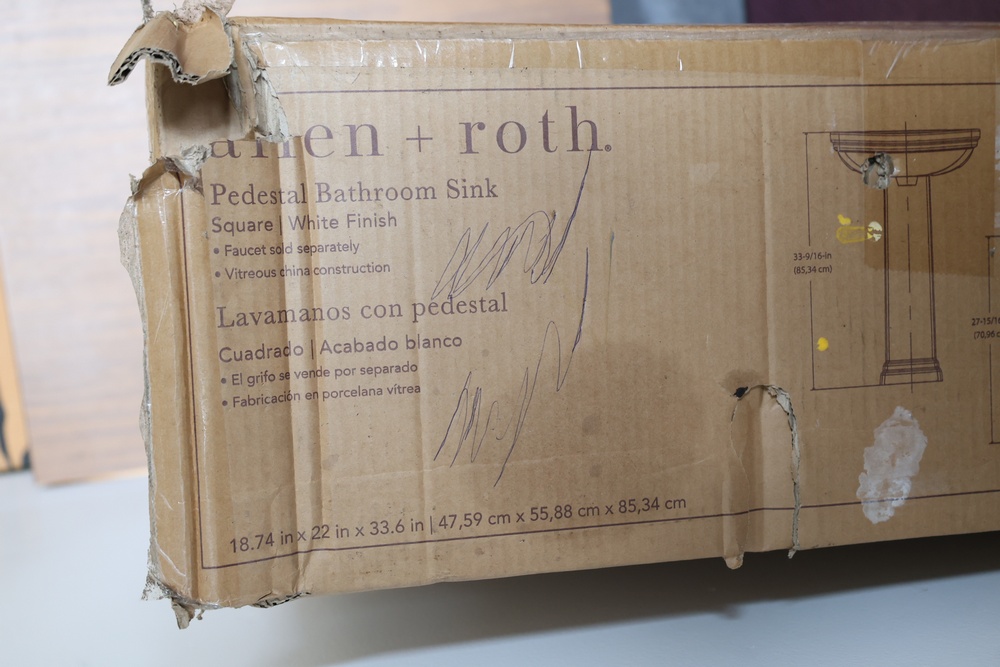 allen + roth.
Pedestal Bathroom Sink
Square | White Finish
• Faucet sold separately
• Vitreous china construction
Lavamanos con pedestal
Cuadrado | Acabado blanco
• El grifo se vende por separado
• Fabricación en porcelana vítrea
18.74 in x 22 in x 33.6 in | 47,59 cm x 55,88 cm x 85,34 cm
33-9/16-in
(85,34 cm)